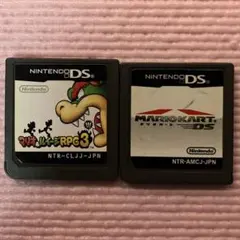 NINTENDO DS
マリオ&ルイージRPG3
Nintendo
NTR-CLJJ-JPN
NINTENDO DS
MARIOKART
DS
Nintendo
NTR-AMCJ-JPN